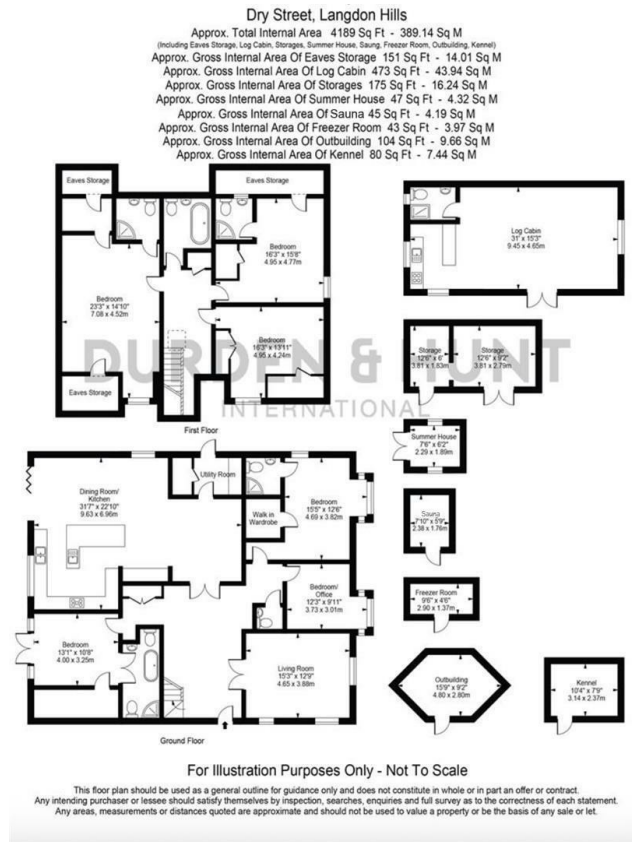 Dry Street, Langdon Hills
Approx. Total Internal Area 4189 Sq Ft - 389.14 Sq M
(Including Eaves Storage, Log Cabin, Storages, Summer House, Saung, Freezer Room, Outbuilding, Kennel)
Approx. Gross Internal Area Of Eaves Storage 151 Sq Ft - 14.01 Sq M
Approx. Gross Internal Area Of Log Cabin 473 Sq Ft - 43.94 Sq M
Approx. Gross Internal Area Of Storages 175 Sq Ft - 16.24 Sq M
Approx. Gross Internal Area Of Summer House 47 Sq Ft - 4.32 Sq M
Approx. Gross Internal Area Of Sauna 45 Sq Ft - 4.19 Sq M
Approx. Gross Internal Area Of Freezer Room 43 Sq Ft - 3.97 Sq M
Approx. Gross Internal Area Of Outbuilding 104 Sq Ft - 9.66 Sq M
Approx. Gross Internal Area Of Kennel 80 Sq Ft - 7.44 Sq M
Eaves Storage
Eaves Storage
Bedroom
16'3" x 15'8"
4.95 x 4.77m
Bedroom
23'3" x 14'10"
7.08 x 4.52m
Bedroom
16'3" x 13'11"
4.95 x 4.24m
Eaves Storage
First Floor
Log Cabin
31' x 15'3"
9.45 x 4.65m
Storage
12'6" x 6'
3.81 x 1.83m
Storage
12'6" x 9'2"
3.81 x 2.79m
DURDEN & HUNT
INTERNATIONAL
Summer House
7'6" x 6'2"
2.29 x 1.89m
Utility Room
Dining Room/
Kitchen
31'7" x 22'10"
9.63 x 6.96m
Bedroom
15'5" x 12'6"
4.69 x 3.82m
Walk in
Wardrobe
Sauna
7'10" x 5'9"
2.38 x 1.76m
Bedroom/
Office
12'3" x 9'11"
3.73 x 3.01m
Freezer Room
9'6" x 4'6"
2.90 x 1.37m
Bedroom
13'1" x 10'8"
4.00 x 3.25m
Living Room
15'3" x 12'9"
4.65 x 3.88m
Outbuilding
15'9" x 9'2"
4.80 x 2.80m
Kennel
10'4" x 7'9"
3.14 x 2.37m
Ground Floor
For Illustration Purposes Only - Not To Scale
This floor plan should be used as a general outline for guidance only and does not constitute in whole or in part an offer or contract.
Any intending purchaser or lessee should satisfy themselves by inspection, searches, enquiries and full survey as to the correctness of each statement.
Any areas, measurements or distances quoted are approximate and should not be used to value a property or be the basis of any sale or let.